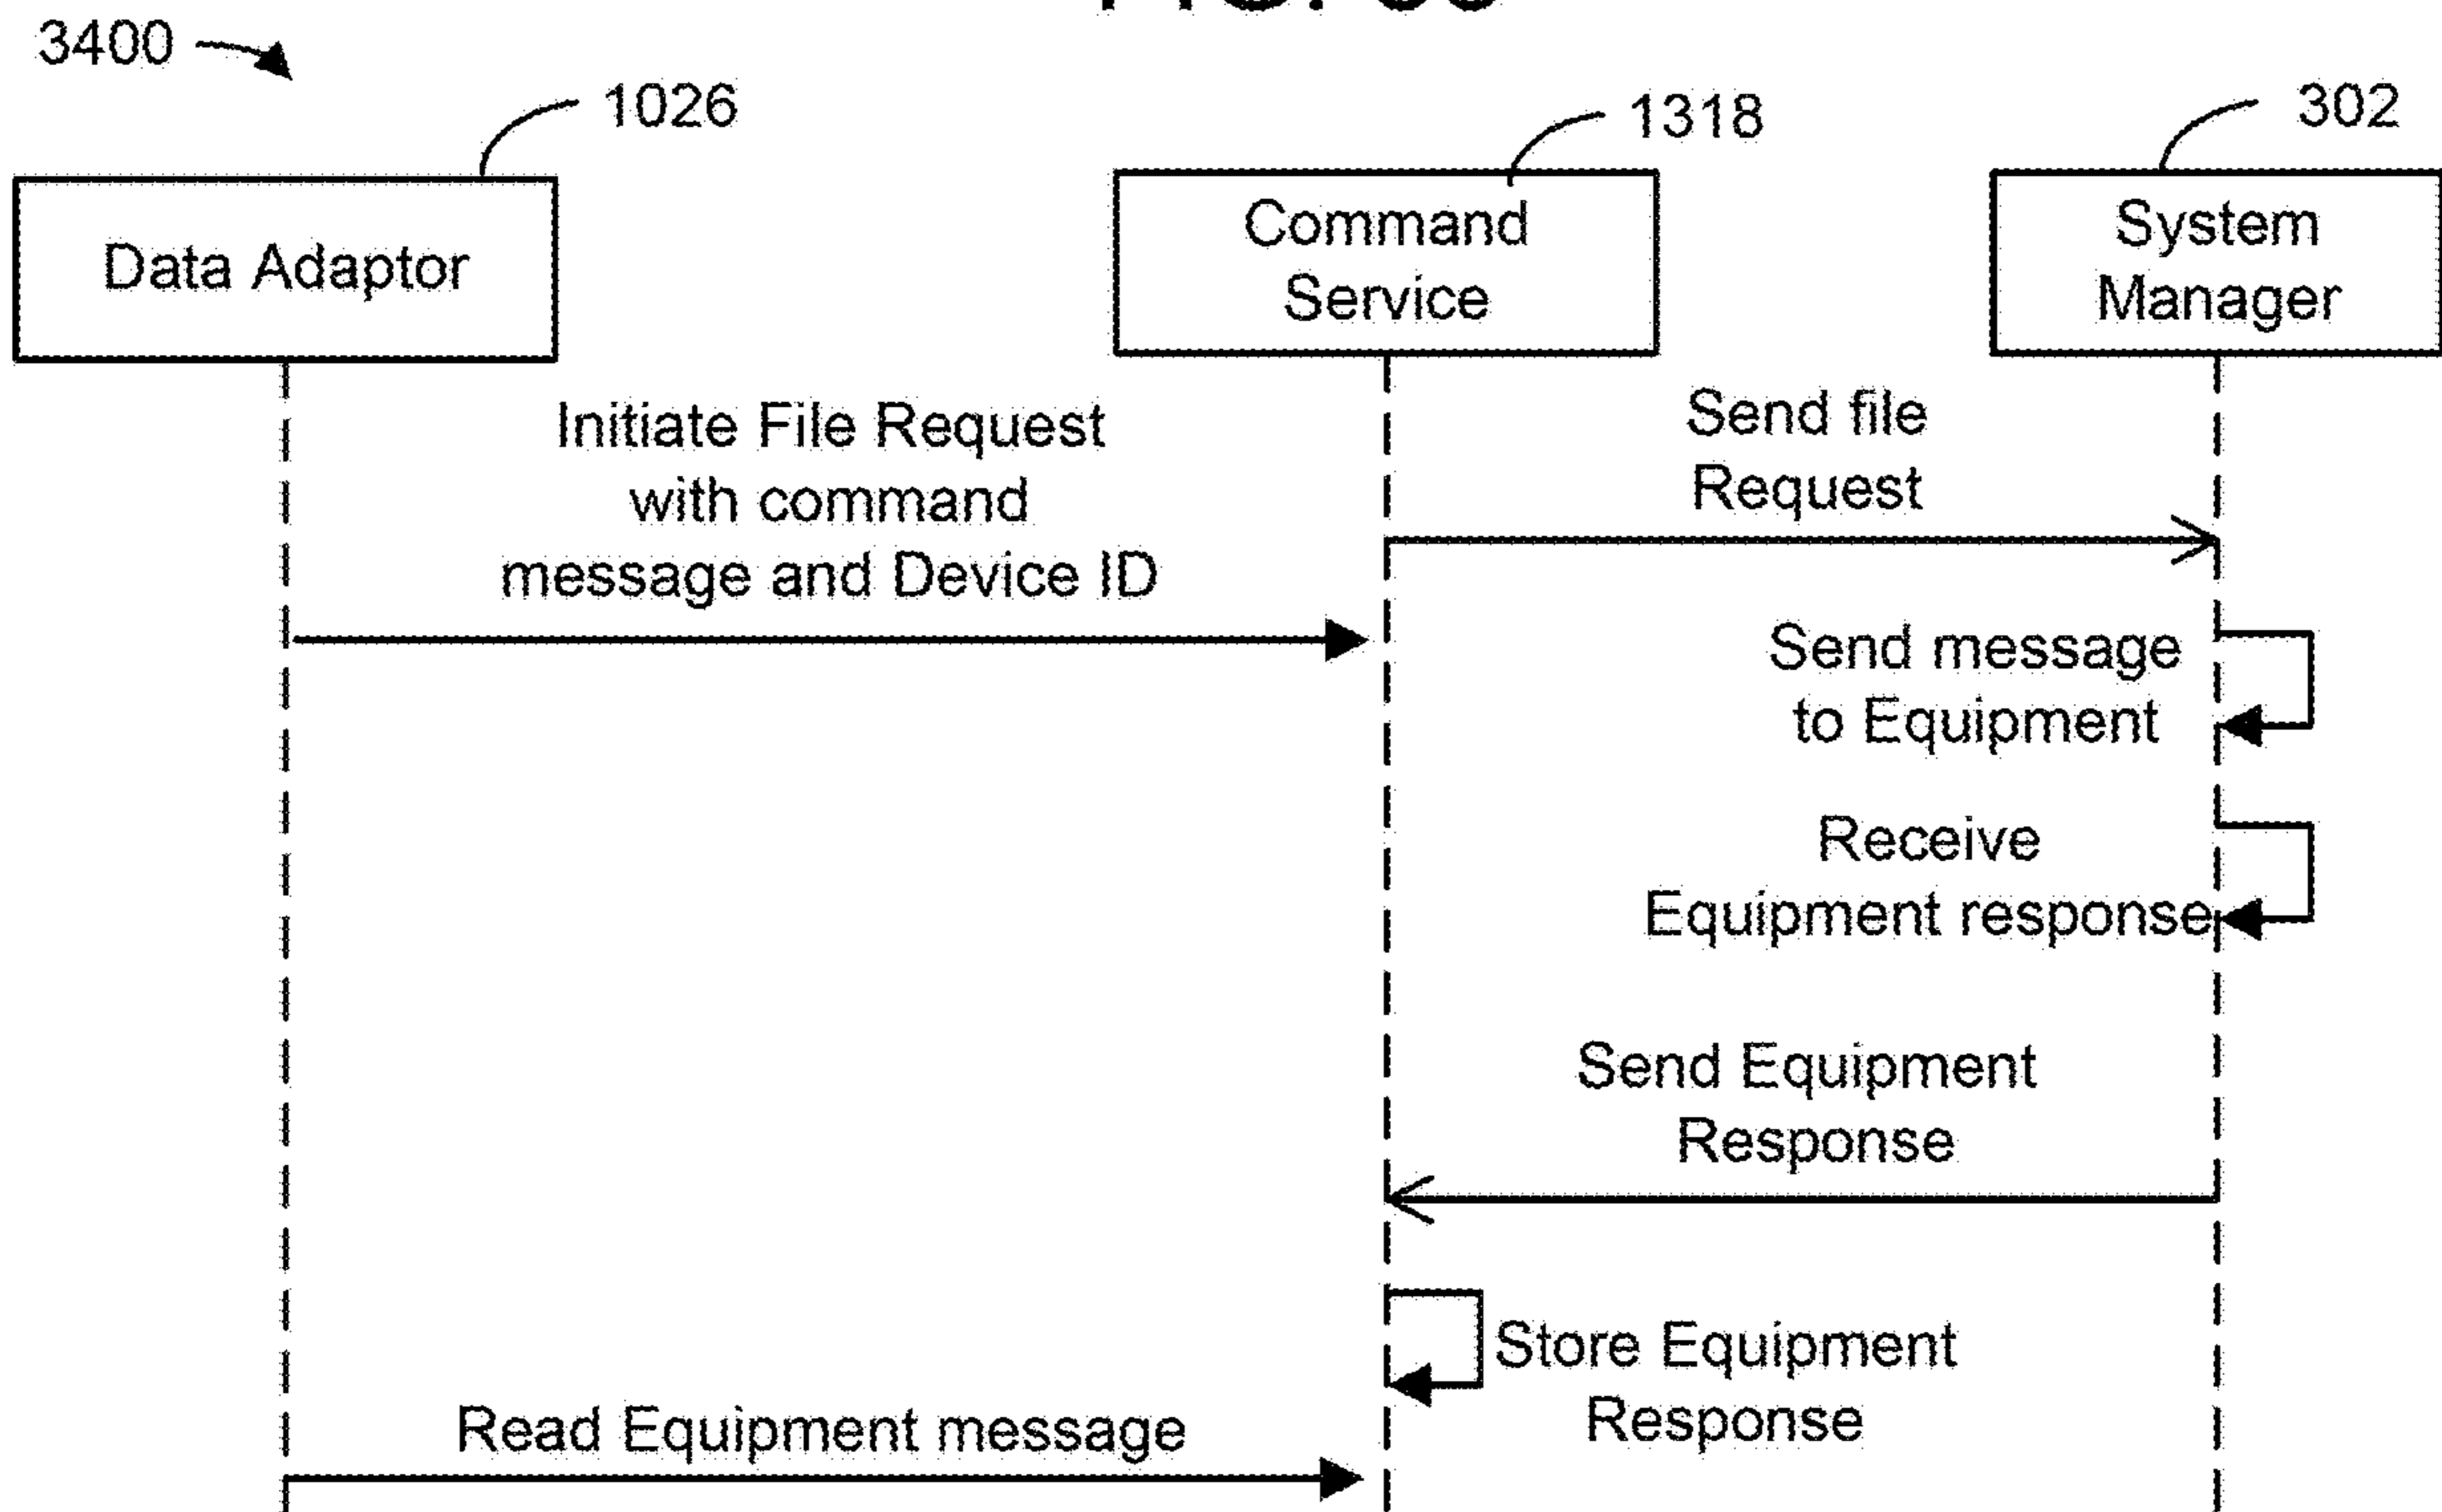 3400
1026
1318
302
Data Adaptor
Command
Service
System
Manager
Initiate File Request
with command
message and Device ID
Send file
Request
Send message
to Equipment
Receive
Equipment response
Send Equipment
Response
Store Equipment
Response
Read Equipment message